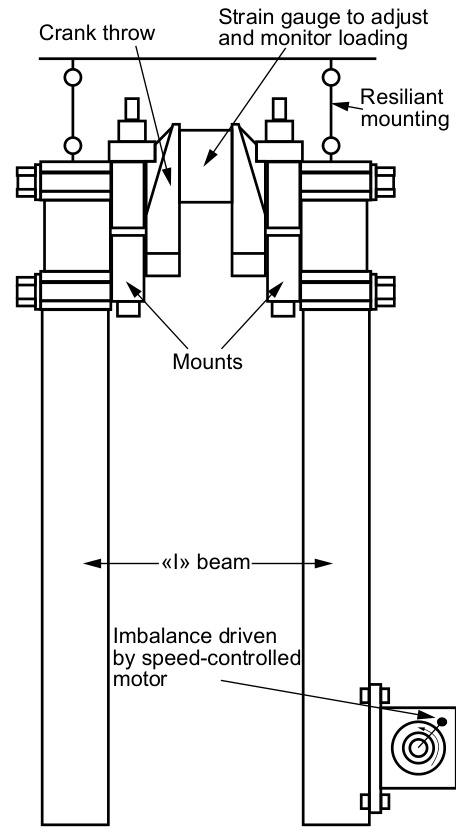 Crank throw
Strain gauge to adjust
and monitor loading
Resiliant
mounting
Mounts
«I» beam
Imbalance driven
by speed-controlled
motor